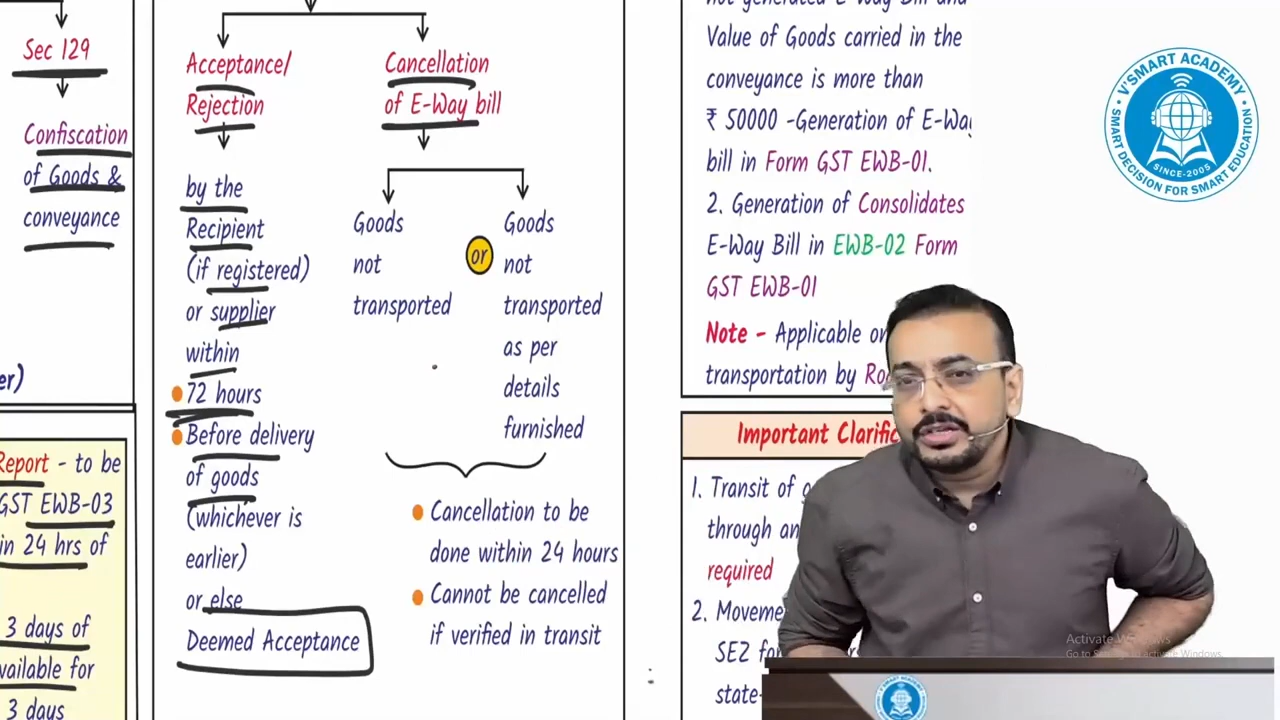 Sec 129
Confiscation
of Goods &
conveyance
er)
Report - to be
GST EWB-03
in 24 hrs of
3 days of
vailable for
3 days
Acceptance/
Rejection
by the
Recipient
(if registered)
or supplier
within
72 hours
Before delivery
of goods
(whichever is
earlier)
or else
Deemed Acceptance
Cancellation
of E-Way bill
Goods
not
transported
or
Goods
not
transported
as per
details
furnished
Cancellation to be
done within 24 hours
Cannot be cancelled
if verified in transit
not generated E-Way Bill and
Value of Goods carried in the
conveyance is more than
₹ 50000 -Generation of E-Way
bill in Form GST EWB-01.
2. Generation of Consolidates
E-Way Bill in EWB-02 Form
GST EWB-01
Note - Applicable on
transportation by Ro
Important Clarific
1. Transit of g
through an
required
2. Moveme
SEZ fo
state-
V'SMART ACADEMY
SMART DECISION FOR SMART EDUCATION
SINCE-2005
Activate Windows
Go to Settings to activate Windows.